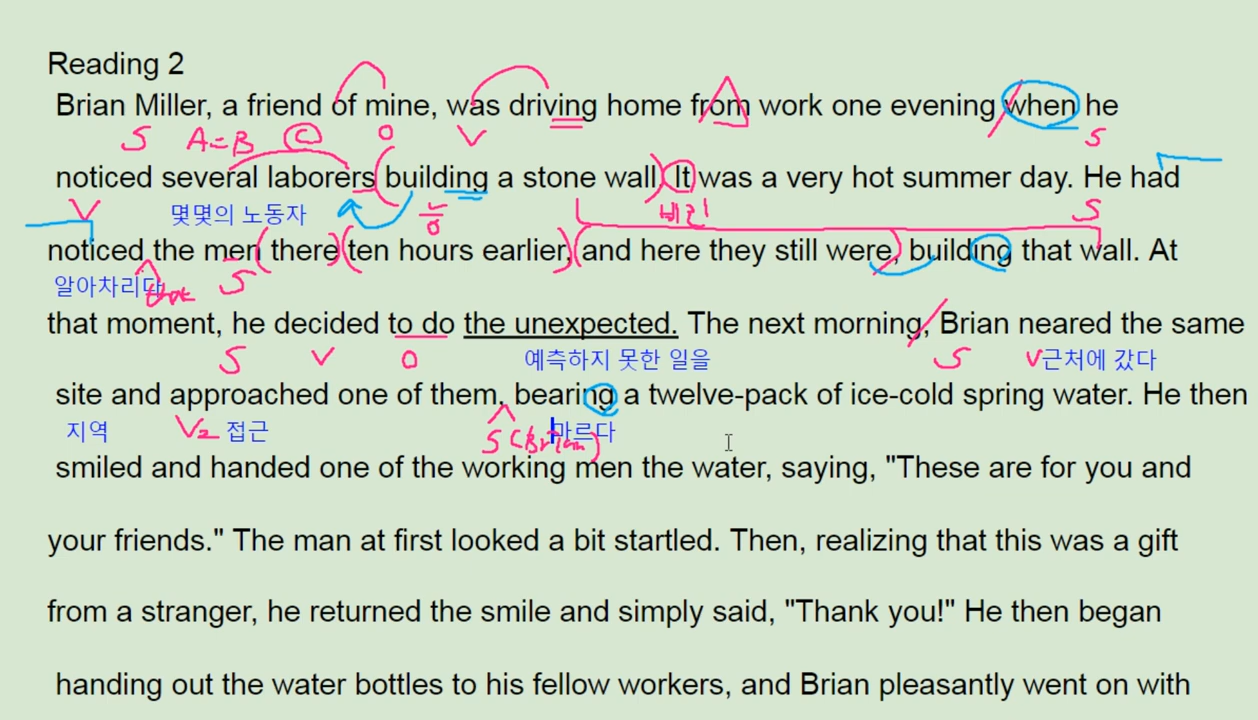 Reading 2
Brian Miller, a friend of mine, was driving home from work one evening when he
S A=B C O V S
noticed several laborers building a stone wall. It was a very hot summer day. He had
V 몇몇의 노동자 능 비인 S
noticed the men there ten hours earlier, and here they still were, building that wall. At
알아차리다 that S
that moment, he decided to do the unexpected. The next morning, Brian neared the same
S V O 예측하지 못한 일을 S V 근처에 갔다
site and approached one of them, bearing a twelve-pack of ice-cold spring water. He then
지역 V2 접근 S (Brian) 마르다
smiled and handed one of the working men the water, saying, "These are for you and
your friends." The man at first looked a bit startled. Then, realizing that this was a gift
from a stranger, he returned the smile and simply said, "Thank you!" He then began
handing out the water bottles to his fellow workers, and Brian pleasantly went on with